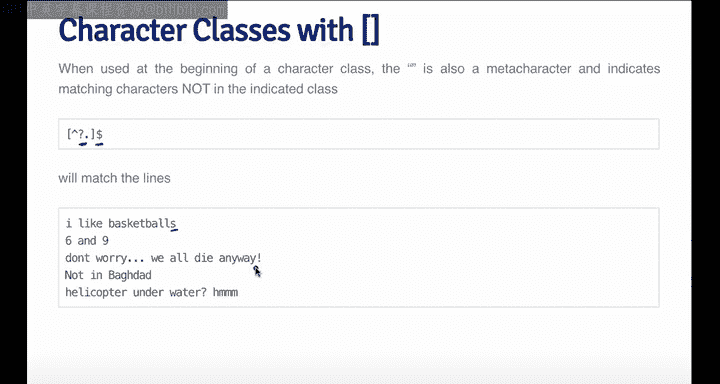 Character Classes with []
When used at the beginning of a character class, the “^” is also a metacharacter and indicates
matching characters NOT in the indicated class
[^?.]$
will match the lines
i like basketballs
6 and 9
dont worry... we all die anyway!
Not in Baghdad
helicopter under water? hmmm